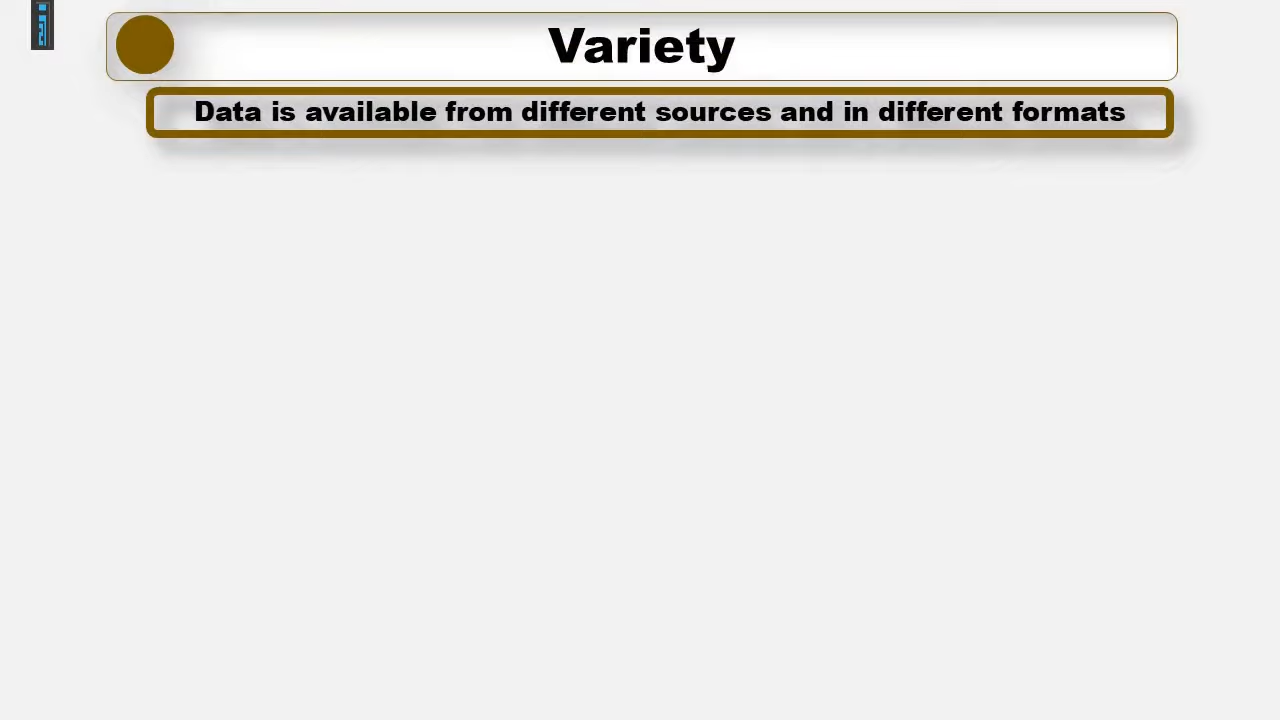 Variety
Data is available from different sources and in different formats